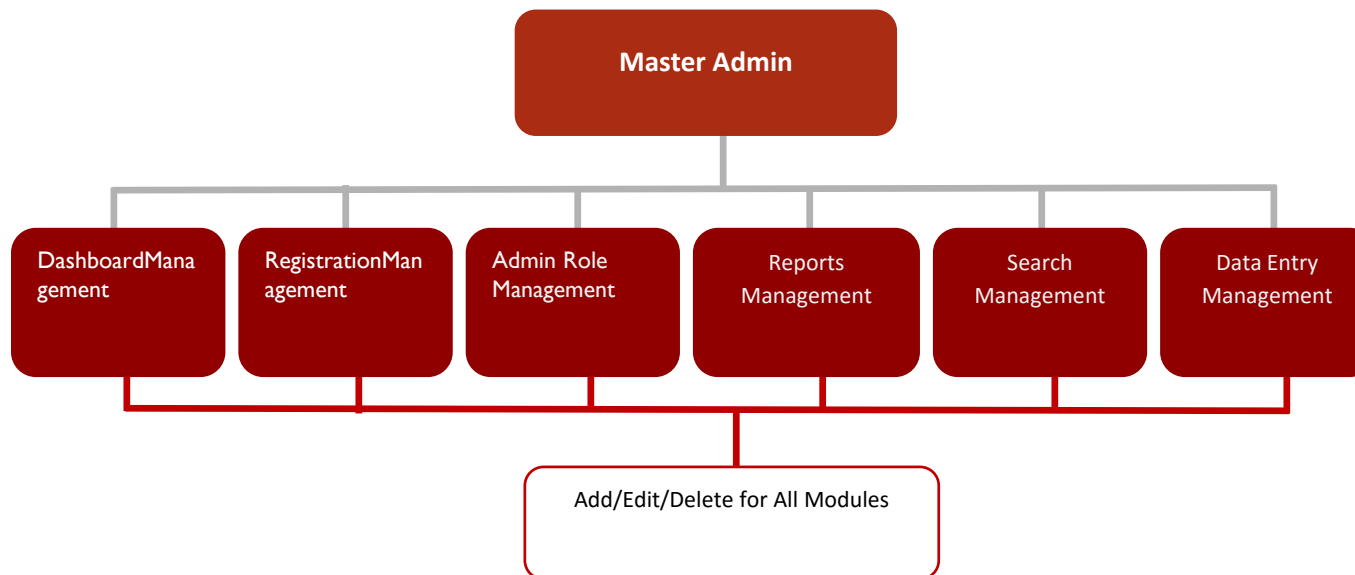 Master Admin
DashboardMana
gement
RegistrationMan
agement
Admin Role
Management
Reports
Management
Search
Management
Data Entry
Management
Add/Edit/Delete for All Modules